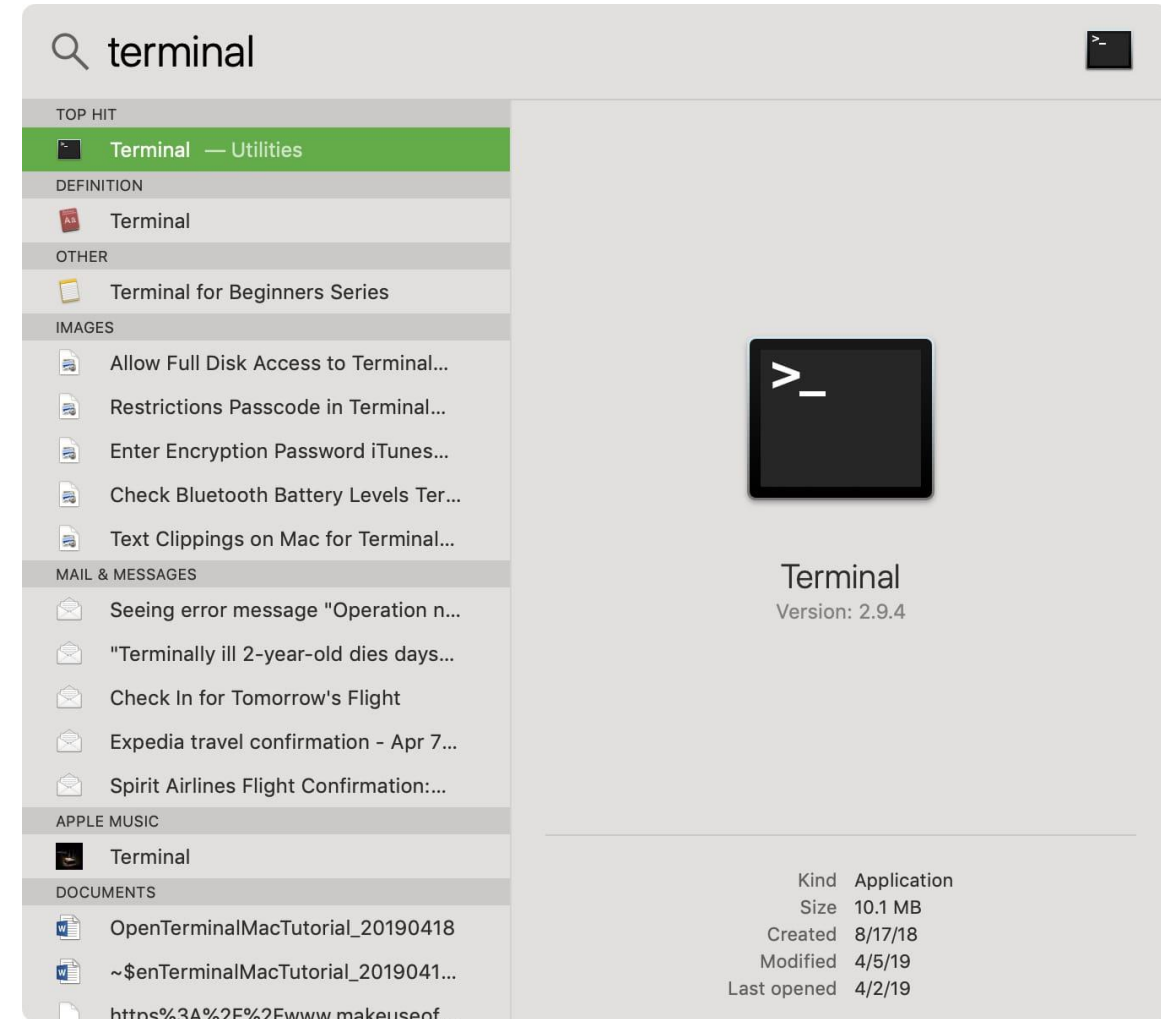 terminal
>_
TOP HIT
Terminal — Utilities
DEFINITION
Terminal
OTHER
Terminal for Beginners Series
IMAGES
Allow Full Disk Access to Terminal...
Restrictions Passcode in Terminal...
Enter Encryption Password iTunes...
Check Bluetooth Battery Levels Ter...
Text Clippings on Mac for Terminal...
MAIL & MESSAGES
Seeing error message "Operation n...
"Terminally ill 2-year-old dies days...
Check In for Tomorrow's Flight
Expedia travel confirmation - Apr 7...
Spirit Airlines Flight Confirmation:...
APPLE MUSIC
Terminal
DOCUMENTS
OpenTerminalMacTutorial_20190418
~$enTerminalMacTutorial_2019041...
https%3A%2F%2Fwww.makeuseof
>_
Terminal
Version: 2.9.4
Kind Application
Size 10.1 MB
Created 8/17/18
Modified 4/5/19
Last opened 4/2/19